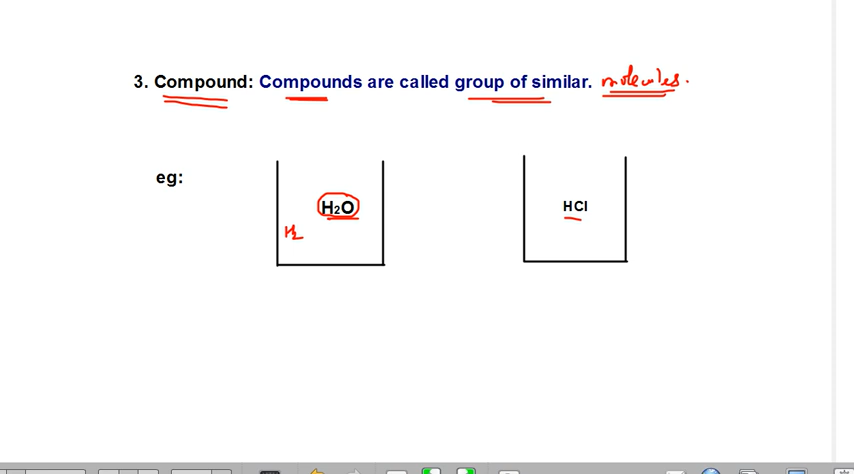 3. Compound: Compounds are called group of similar. molecules.
eg:
H2O
HCl
H2